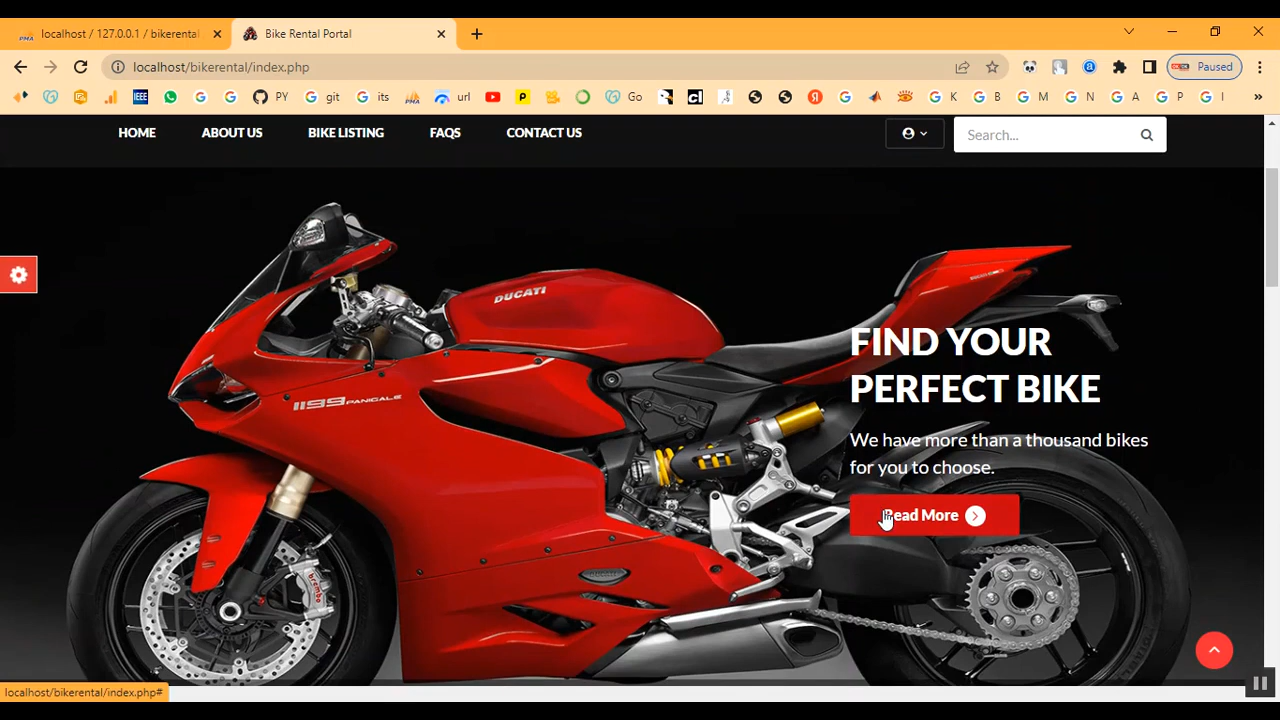 localhost / 127.0.0.1 / bikerental
Bike Rental Portal
localhost/bikerental/index.php
Paused
PY
git
its
url
Go
K
B
M
N
A
P
I
HOME
ABOUT US
BIKE LISTING
FAQS
CONTACT US
Search...
DUCATI
1199 PANIGALE
FIND YOUR
PERFECT BIKE
We have more than a thousand bikes
for you to choose.
Read More
brembo
localhost/bikerental/index.php#